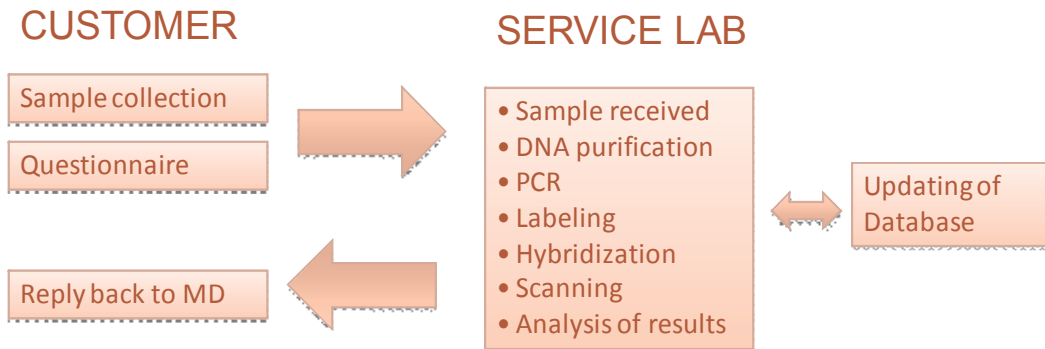 CUSTOMER
Sample collection
Questionnaire
Reply back to MD
SERVICE LAB
• Sample received
• DNA purification
• PCR
• Labeling
• Hybridization
• Scanning
• Analysis of results
Updating of
Database